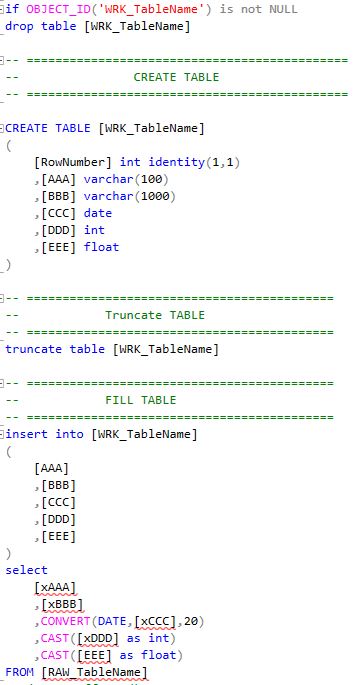 if OBJECT_ID('WRK_TableName') is not NULL
drop table [WRK_TableName]
-- =============================================
-- CREATE TABLE
-- =============================================
CREATE TABLE [WRK_TableName]
(
[RowNumber] int identity(1,1)
,[AAA] varchar(100)
,[BBB] varchar(1000)
,[CCC] date
,[DDD] int
,[EEE] float
)
-- ===========================================
-- Truncate TABLE
-- ===========================================
truncate table [WRK_TableName]
-- ===========================================
-- FILL TABLE
-- ===========================================
insert into [WRK_TableName]
(
[AAA]
,[BBB]
,[CCC]
,[DDD]
,[EEE]
)
select
[xAAA]
,[xBBB]
,CONVERT(DATE,[xCCC],20)
,CAST([xDDD] as int)
,CAST([EEE] as float)
FROM [RAW_TableName]